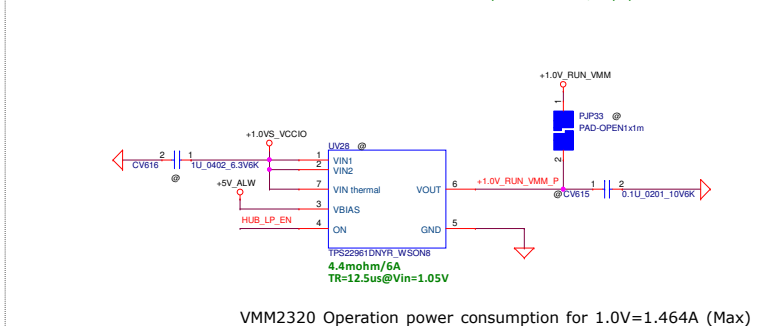 +1.0V_RUN_VMM
1
PJP33 @
PAD-OPEN1x1m
2
+1.0VS_VCCIO
UV28 @
2 1
CV616 1U_0402_6.3V6K
@
1 VIN1
2 VIN2
+5V_ALW
7 VIN thermal VOUT 6 +1.0V_RUN_VMM_P
@CV615 1 2 0.1U_0201_10V6K
3 VBIAS
HUB_LP_EN 4 ON GND 5
TPS22961DNYR_WSON8
4.4mohm/6A
TR=12.5us@Vin=1.05V
VMM2320 Operation power consumption for 1.0V=1.464A (Max)